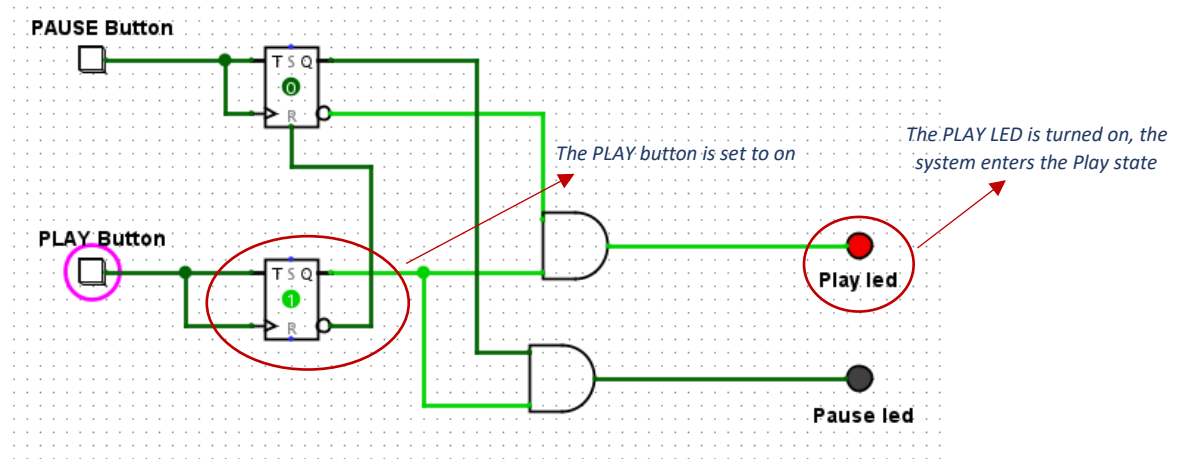 PAUSE Button
T S Q
0
R
The PLAY button is set to on
The PLAY LED is turned on, the
system enters the Play state
PLAY Button
T S Q
1
R
Play led
Pause led